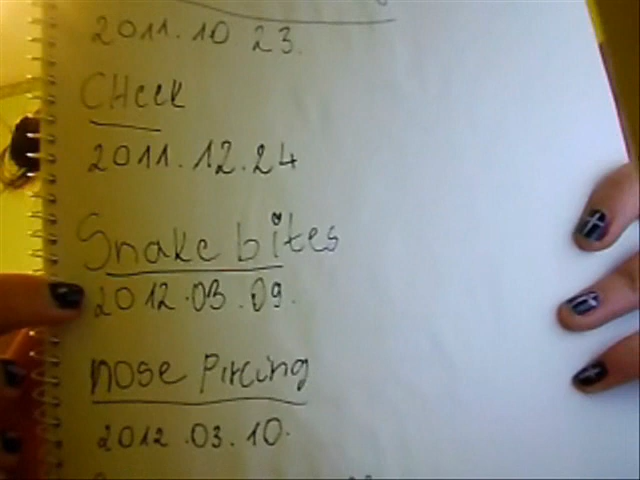 2011.10 23.
CHeek
2011.12.24
Snake bites
2012.03.09.
nose Pircing
2012.03.10.